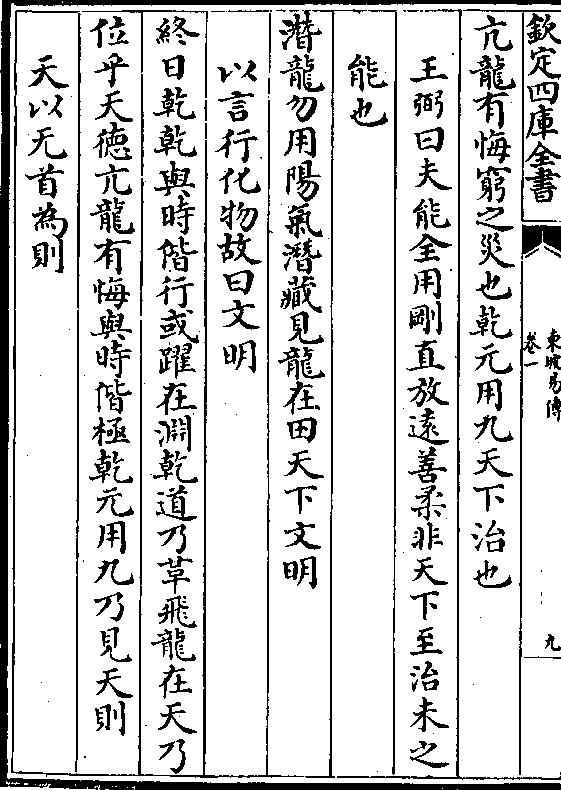 欽定四庫全書
東坡易傳
卷一
九
亢龍有悔窮之災也乾元用九天下治也
王弼曰夫能全用剛直放遠善柔非天下至治未之
能也
潛龍勿用陽氣潛藏見龍在田天下文明
以言行化物故曰文明
終日乾乾與時偕行或躍在淵乾道乃革飛龍在天乃
位乎天德亢龍有悔與時偕極乾元用九乃見天則
天以无首為則